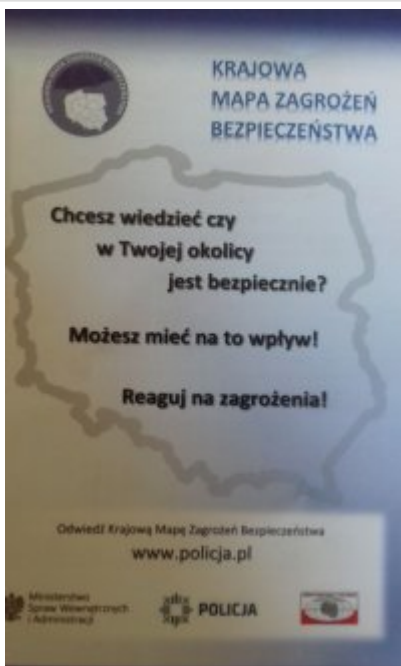 KRAJOWA
MAPA ZAGROŻEŃ
BEZPIECZEŃSTWA
Chcesz wiedzieć czy
w Twojej okolicy
jest bezpiecznie?
Możesz mieć na to wpływ!
Reaguj na zagrożenia!
Odwiedź Krajową Mapę Zagrożeń Bezpieczeństwa
www.policja.pl
Ministerstwo
Spraw Wewnętrznych
i Administracji
POLICJA